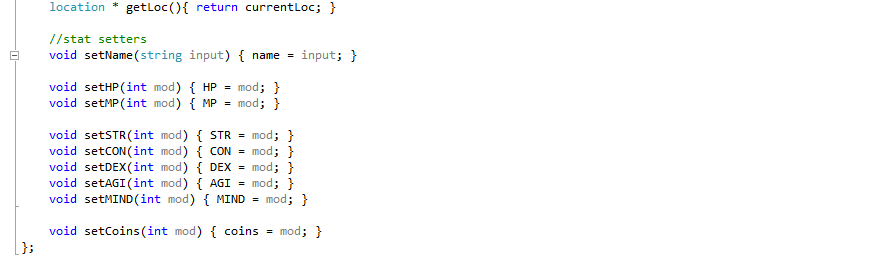 location * getLoc(){ return currentLoc; }
//stat setters
void setName(string input) { name = input; }
void setHP(int mod) { HP = mod; }
void setMP(int mod) { MP = mod; }
void setSTR(int mod) { STR = mod; }
void setCON(int mod) { CON = mod; }
void setDEX(int mod) { DEX = mod; }
void setAGI(int mod) { AGI = mod; }
void setMIND(int mod) { MIND = mod; }
void setCoins(int mod) { coins = mod; }
};